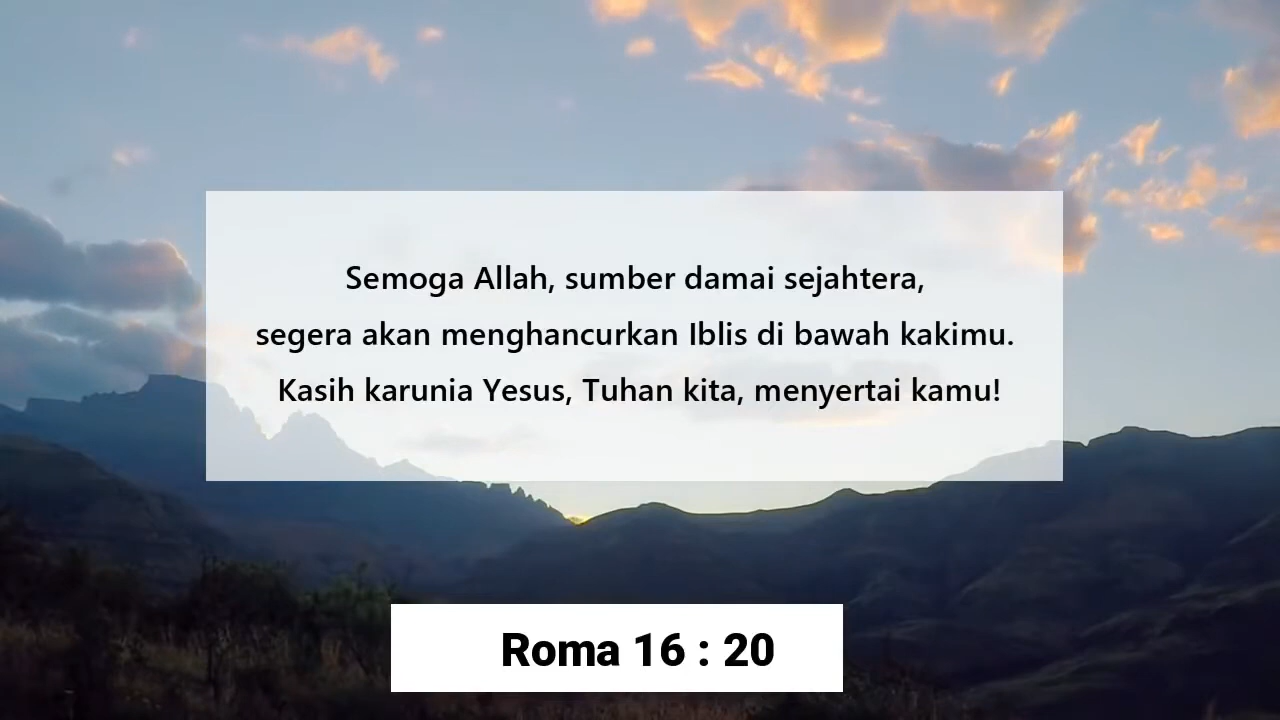 Semoga Allah, sumber damai sejahtera,
segera akan menghancurkan Iblis di bawah kakimu.
Kasih karunia Yesus, Tuhan kita, menyertai kamu!
Roma 16 : 20